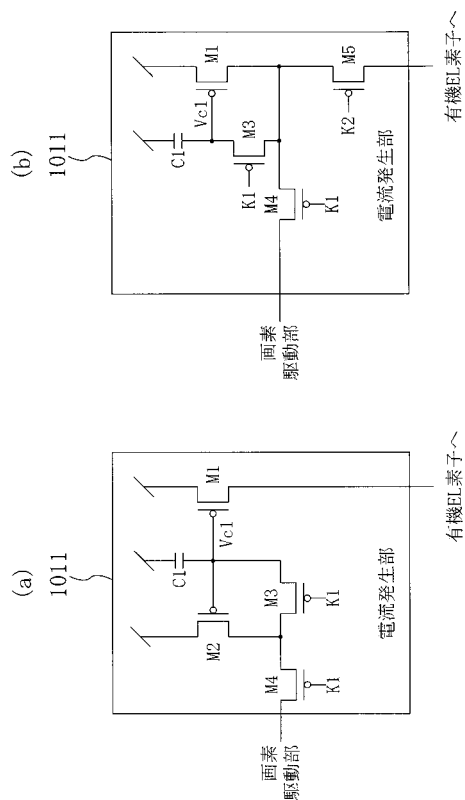 (a)
1011
C1
M1
Vc1
M2
M3
K1
M4
K1
画素
駆動部
電流発生部
有機EL素子へ
(b)
1011
C1
M1
Vc1
M3
K1
M4
K1
K2
M5
画素
駆動部
電流発生部
有機EL素子へ